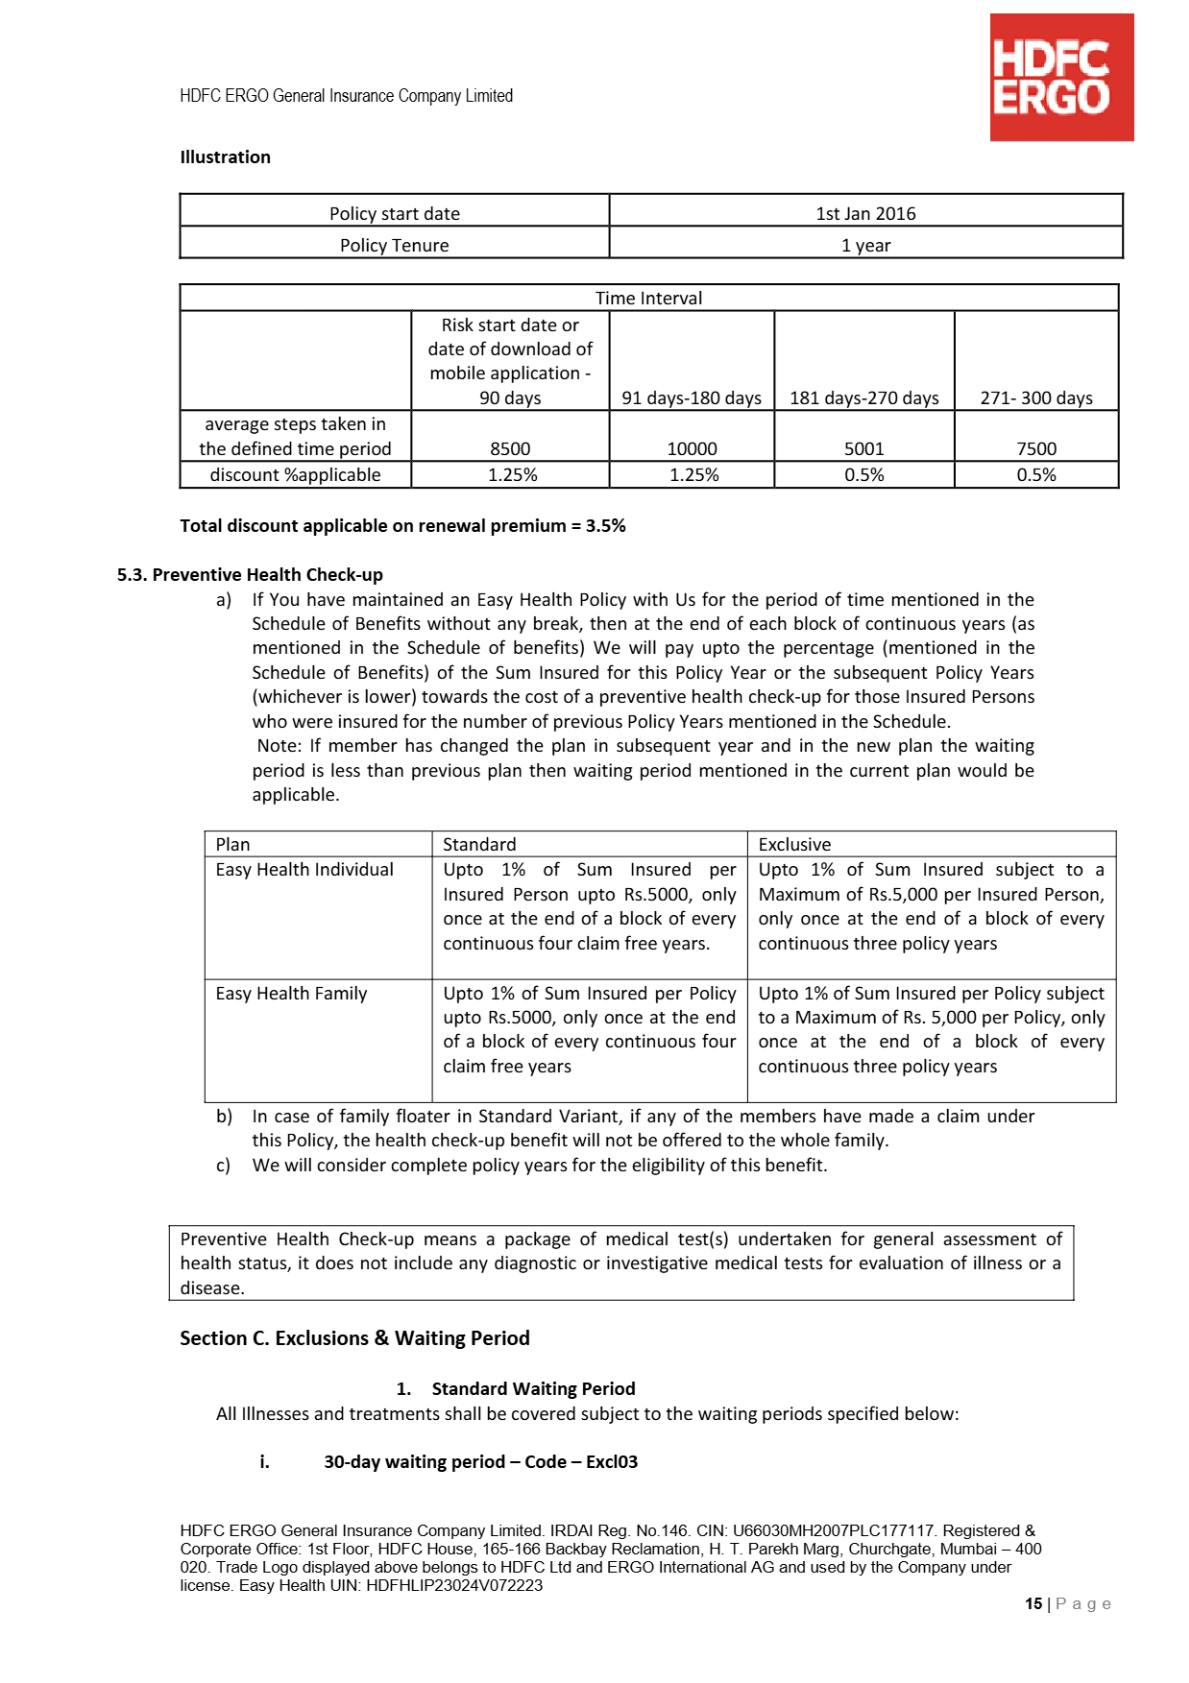 HDFC
ERGO
HDFC ERGO General Insurance Company Limited
Illustration
Policy start date 1st Jan 2016
Policy Tenure 1 year
Time Interval
Risk start date or
date of download of
mobile application -
90 days 91 days-180 days 181 days-270 days 271- 300 days
average steps taken in
the defined time period 8500 10000 5001 7500
discount %applicable 1.25% 1.25% 0.5% 0.5%
Total discount applicable on renewal premium = 3.5%
5.3. Preventive Health Check-up
a) If You have maintained an Easy Health Policy with Us for the period of time mentioned in the
Schedule of Benefits without any break, then at the end of each block of continuous years (as
mentioned in the Schedule of benefits) We will pay upto the percentage (mentioned in the
Schedule of Benefits) of the Sum Insured for this Policy Year or the subsequent Policy Years
(whichever is lower) towards the cost of a preventive health check-up for those Insured Persons
who were insured for the number of previous Policy Years mentioned in the Schedule.
Note: If member has changed the plan in subsequent year and in the new plan the waiting
period is less than previous plan then waiting period mentioned in the current plan would be
applicable.
Plan Standard Exclusive
Easy Health Individual Upto 1% of Sum Insured per Upto 1% of Sum Insured subject to a
Insured Person upto Rs.5000, only Maximum of Rs.5,000 per Insured Person,
once at the end of a block of every only once at the end of a block of every
continuous four claim free years. continuous three policy years
Easy Health Family Upto 1% of Sum Insured per Policy Upto 1% of Sum Insured per Policy subject
upto Rs.5000, only once at the end to a Maximum of Rs. 5,000 per Policy, only
of a block of every continuous four once at the end of a block of every
claim free years continuous three policy years
b) In case of family floater in Standard Variant, if any of the members have made a claim under
this Policy, the health check-up benefit will not be offered to the whole family.
c) We will consider complete policy years for the eligibility of this benefit.
Preventive Health Check-up means a package of medical test(s) undertaken for general assessment of
health status, it does not include any diagnostic or investigative medical tests for evaluation of illness or a
disease.
Section C. Exclusions & Waiting Period
1. Standard Waiting Period
All Illnesses and treatments shall be covered subject to the waiting periods specified below:
i. 30-day waiting period – Code – Excl03
HDFC ERGO General Insurance Company Limited. IRDAI Reg. No.146. CIN: U66030MH2007PLC177117. Registered &
Corporate Office: 1st Floor, HDFC House, 165-166 Backbay Reclamation, H. T. Parekh Marg, Churchgate, Mumbai – 400
020. Trade Logo displayed above belongs to HDFC Ltd and ERGO International AG and used by the Company under
license. Easy Health UIN: HDFHLIP23024V072223
15 | Page